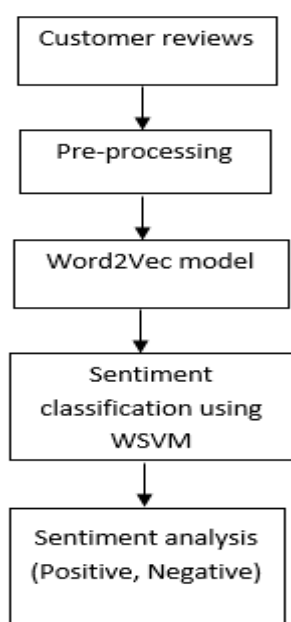 Customer reviews
Pre-processing
Word2Vec model
Sentiment
classification using
WSVM
Sentiment analysis
(Positive, Negative)